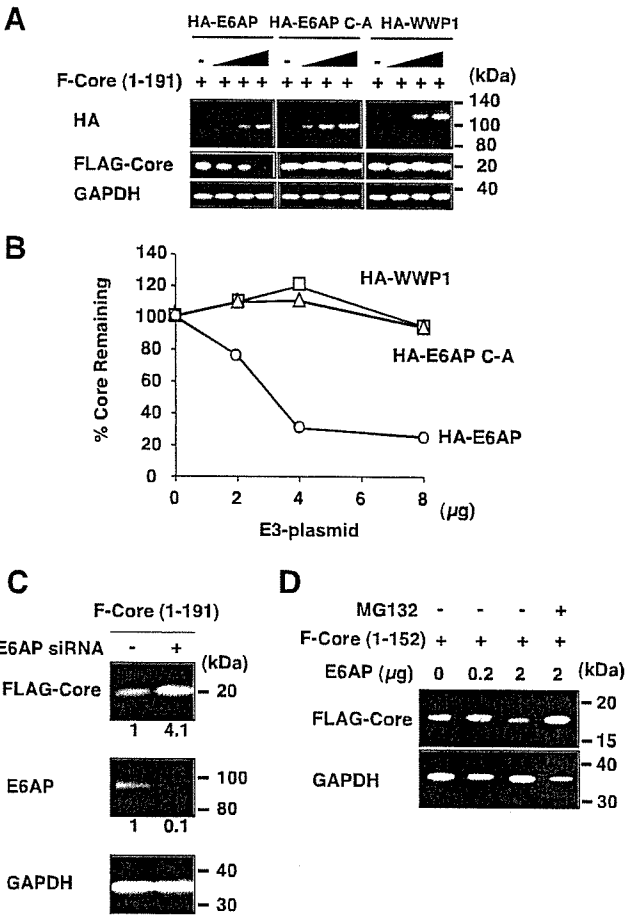 A
HA-E6AP HA-E6AP C-A HA-WWP1
- - -
F-Core (1-191) + + + + + + + + + + + + (kDa)
HA
140
100
80
FLAG-Core 20
GAPDH 40
B
% Core Remaining
140
120
100
80
60
40
20
0
HA-WWP1
HA-E6AP C-A
HA-E6AP
0 2 4 6 8 (µg)
E3-plasmid
C
F-Core (1-191)
E6AP siRNA - +
(kDa)
FLAG-Core 20
1 4.1
E6AP
100
80
1 0.1
GAPDH
40
30
D
MG132 - - - +
F-Core (1-152) + + + +
E6AP (µg) 0 0.2 2 2 (kDa)
FLAG-Core
20
15
GAPDH
40
30